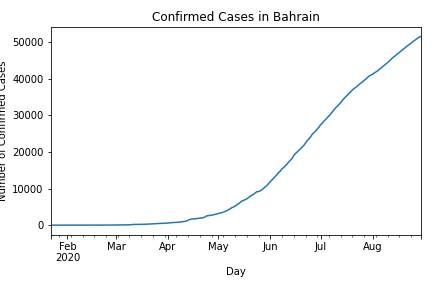 Confirmed Cases in Bahrain
Number of Confirmed Cases
50000
40000
30000
20000
10000
0
Feb Mar Apr May Jun Jul Aug
2020
Day